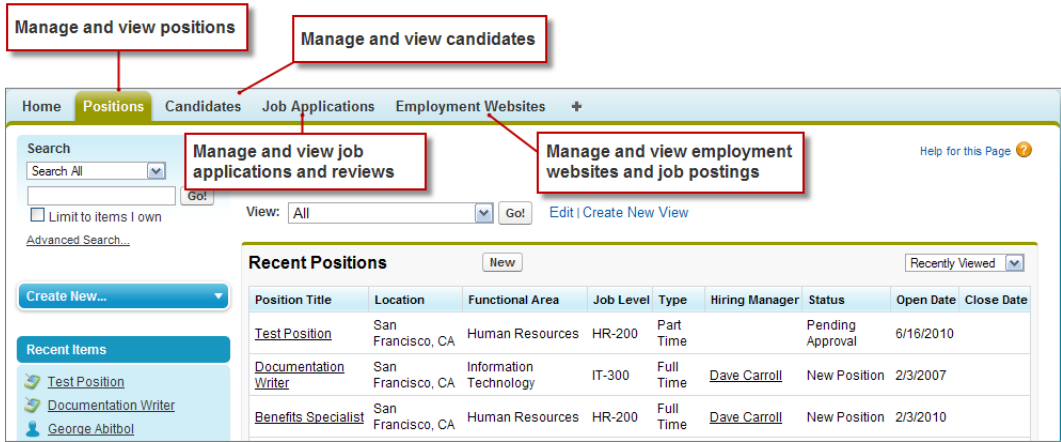 Manage and view positions
Manage and view candidates
Home Positions Candidates Job Applications Employment Websites +
Search
Search All
Go!
Limit to items I own
Advanced Search...
Create New...
Recent Items
Test Position
Documentation Writer
George Abitbol
Manage and view job
applications and reviews
Manage and view employment
websites and job postings
Help for this Page ?
View: All Go! Edit | Create New View
Recent Positions New Recently Viewed
Position Title Location Functional Area Job Level Type Hiring Manager Status Open Date Close Date
Test Position San Francisco, CA Human Resources HR-200 Part Time Pending Approval 6/16/2010
Documentation Writer San Francisco, CA Information Technology IT-300 Full Time Dave Carroll New Position 2/3/2007
Benefits Specialist San Francisco, CA Human Resources HR-200 Full Time Dave Carroll New Position 2/3/2010